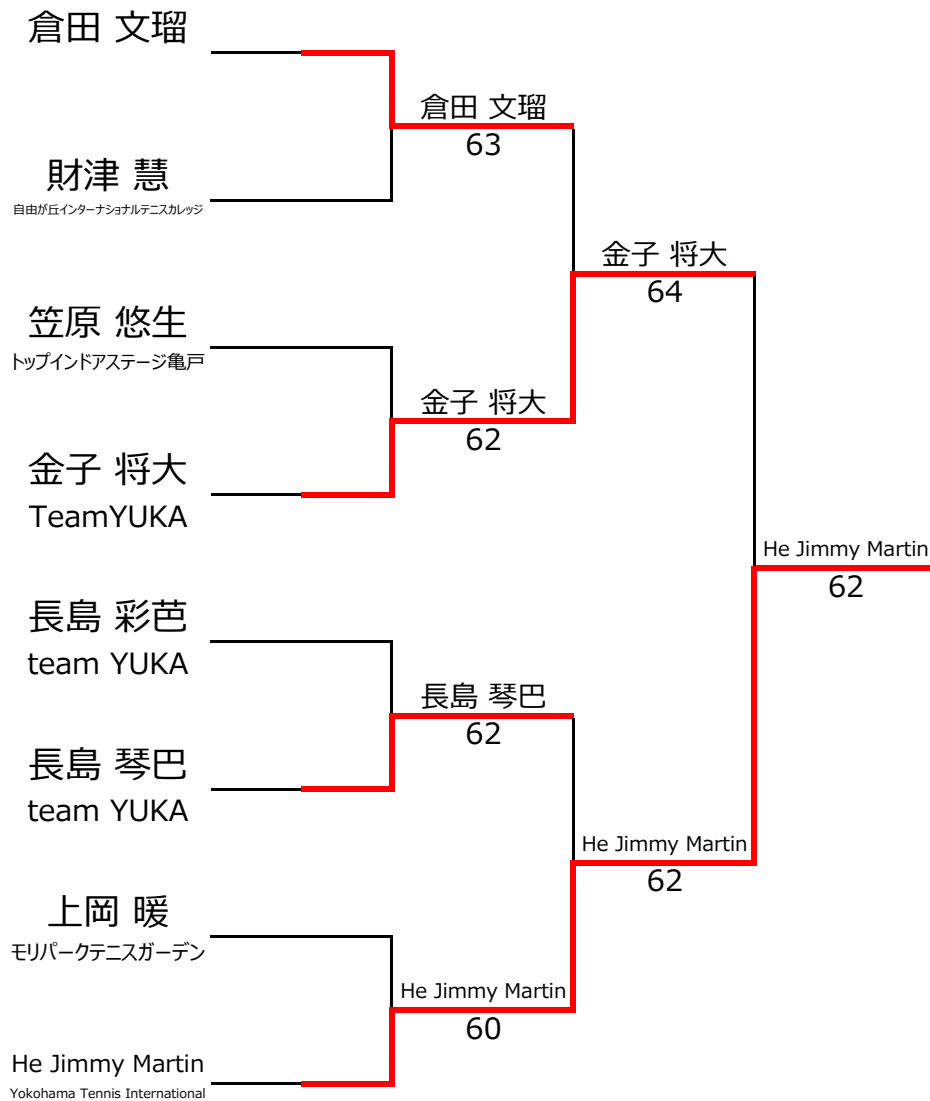 倉田 文瑠
倉田 文瑠
63
財津 慧
自由が丘インターナショナルテニスカレッジ
金子 将大
64
笠原 悠生
トップインドアステージ亀戸
金子 将大
62
金子 将大
TeamYUKA
He Jimmy Martin
62
長島 彩芭
team YUKA
長島 琴巴
62
長島 琴巴
team YUKA
He Jimmy Martin
62
上岡 暖
モリパークテニスガーデン
He Jimmy Martin
60
He Jimmy Martin
Yokohama Tennis International